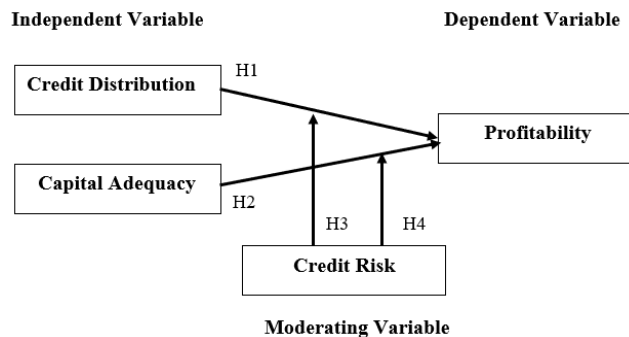 Independent Variable
Dependent Variable
H1
Credit Distribution
Profitability
Capital Adequacy
H2
H3
H4
Credit Risk
Moderating Variable